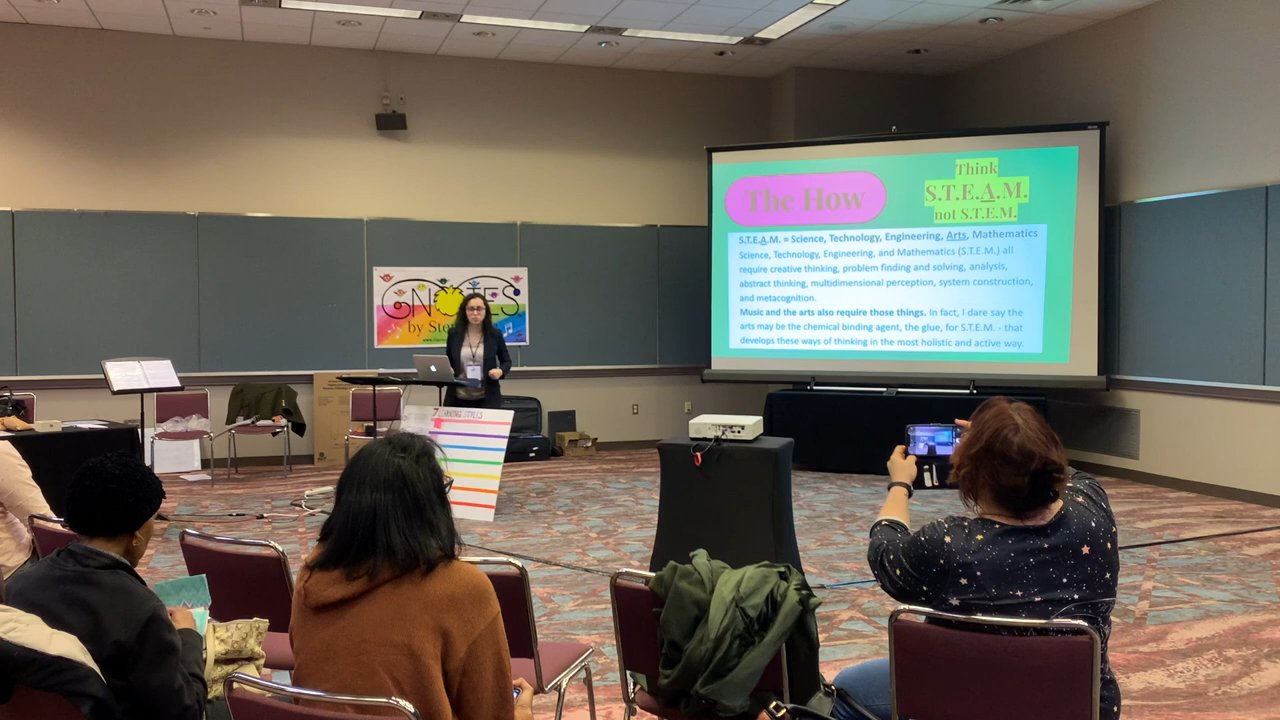 The How
Think
S.T.E.A.M.
not S.T.E.M.
S.T.E.A.M. = Science, Technology, Engineering, Arts, Mathematics
Science, Technology, Engineering, and Mathematics (S.T.E.M.) all
require creative thinking, problem finding and solving, analysis,
abstract thinking, multidimensional perception, system construction,
and metacognition.
Music and the arts also require those things. In fact, I dare say the
arts may be the chemical binding agent, the glue, for S.T.E.M. - that
develops these ways of thinking in the most holistic and active way.
GNOTES
by
7
STYLES